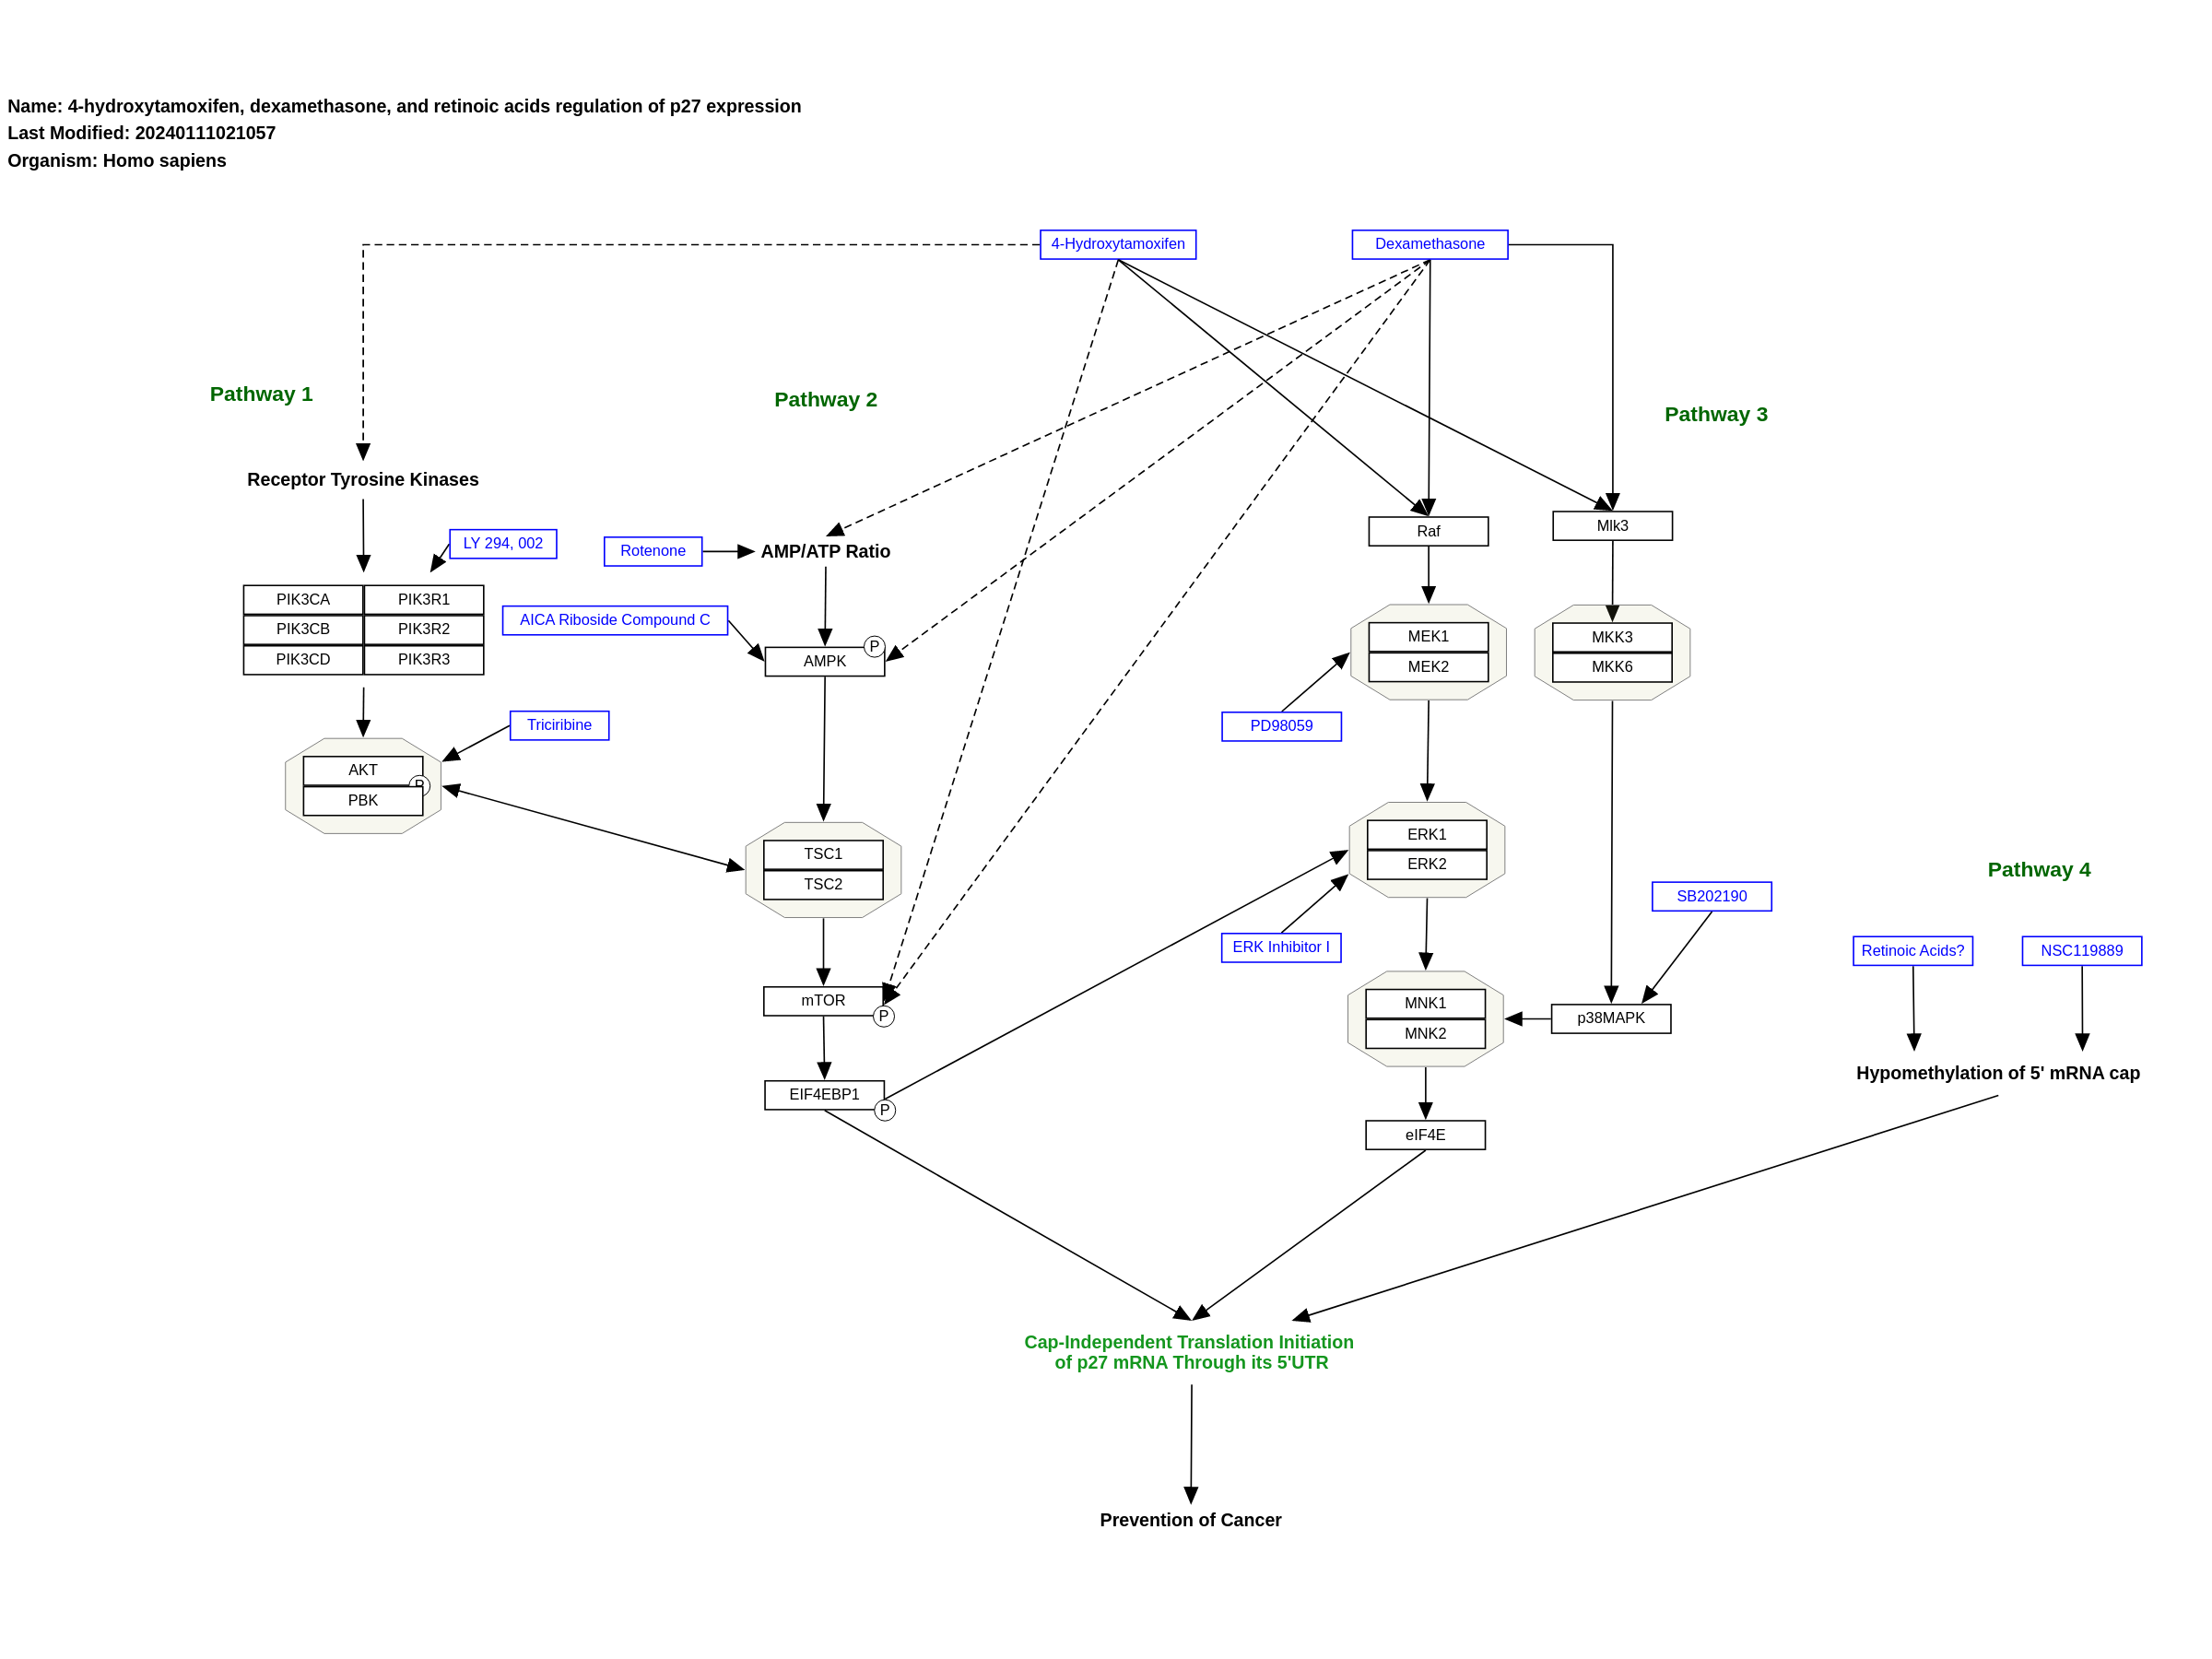 Name: 4-hydroxytamoxifen, dexamethasone, and retinoic acids regulation of p27 expression
Last Modified: 20240111021057
Organism: Homo sapiens
4-Hydroxytamoxifen
Dexamethasone
Pathway 1
Pathway 2
Pathway 3
Receptor Tyrosine Kinases
LY 294, 002
Rotenone
AMP/ATP Ratio
Raf
Mlk3
PIK3CA
PIK3R1
PIK3CB
PIK3R2
PIK3CD
PIK3R3
AICA Riboside Compound C
P
AMPK
MEK1
MEK2
MKK3
MKK6
Triciribine
PD98059
AKT
P
PBK
TSC1
TSC2
ERK1
ERK2
Pathway 4
SB202190
ERK Inhibitor I
Retinoic Acids?
NSC119889
mTOR
P
MNK1
MNK2
p38MAPK
Hypomethylation of 5' mRNA cap
EIF4EBP1
P
eIF4E
Cap-Independent Translation Initiation
of p27 mRNA Through its 5'UTR
Prevention of Cancer